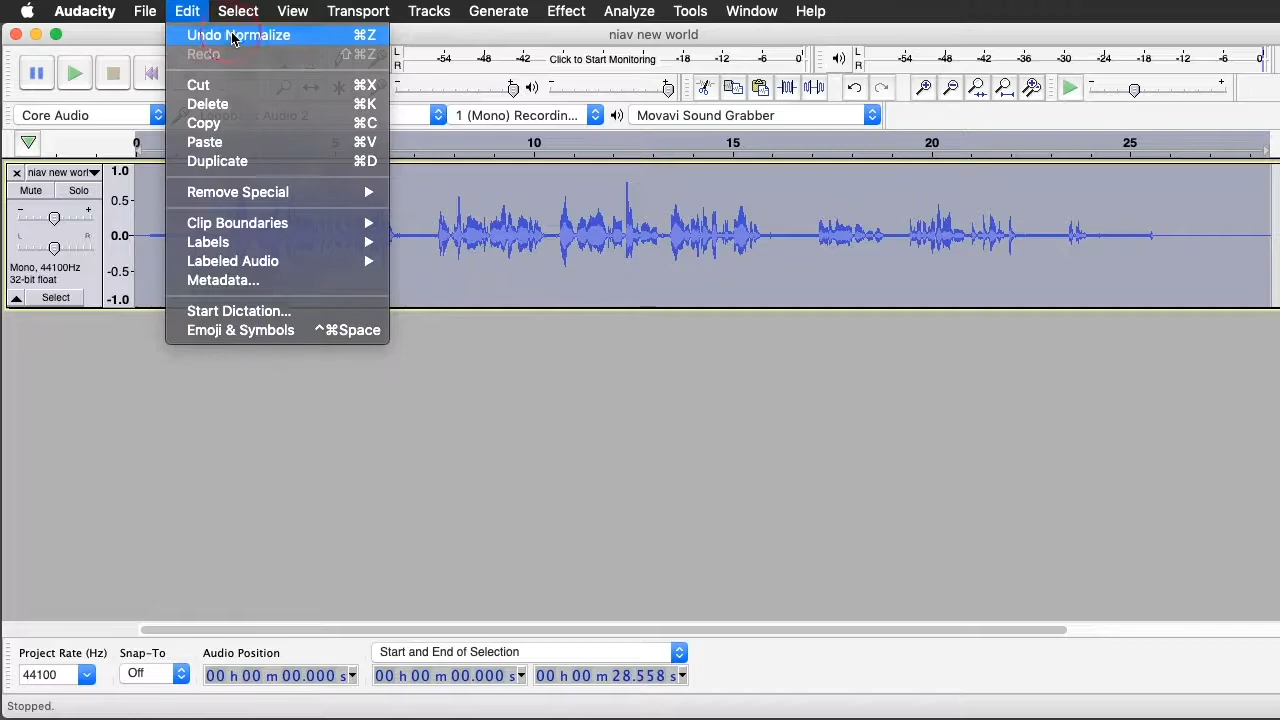 Audacity File Edit Select View Transport Tracks Generate Effect Analyze Tools Window Help
niav new world
Undo Normalize ⌘Z
Redo ⇧⌘Z
Cut ⌘X
Delete ⌘K
Copy ⌘C
Paste ⌘V
Duplicate ⌘D
Remove Special
Clip Boundaries
Labels
Labeled Audio
Metadata...
Start Dictation...
Emoji & Symbols ^⌘Space
L R -54 -48 -42 Click to Start Monitoring -18 -12 -6 0
L R -54 -48 -42 -36 -30 -24 -18 -12 -6 0
Core Audio Audio 2 1 (Mono) Recordin... Movavi Sound Grabber
0 5 10 15 20 25
niav new worl
Mute Solo
- +
L R
Mono, 44100Hz
32-bit float
Select
1.0
0.5-
0.0-
-0.5-
-1.0
Project Rate (Hz) Snap-To Audio Position Start and End of Selection
44100 Off 00 h 00 m 00.000 s 00 h 00 m 00.000 s 00 h 00 m 28.558 s
Stopped.